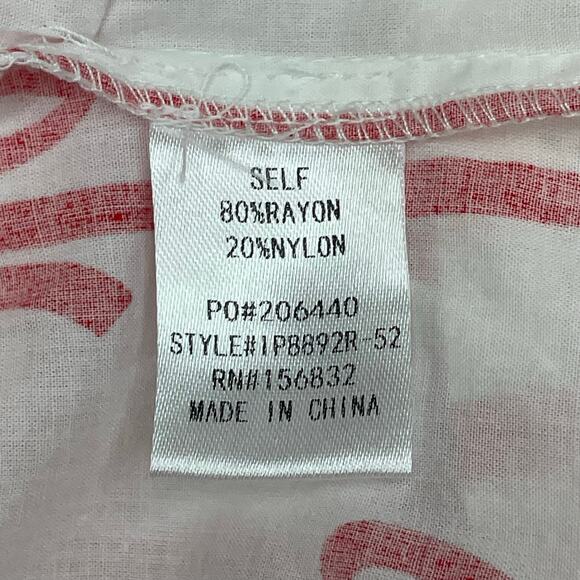 SELF
80%RAYON
20%NYLON
PO#206440
STYLE#1P8892R-52
RN#156832
MADE IN CHINA